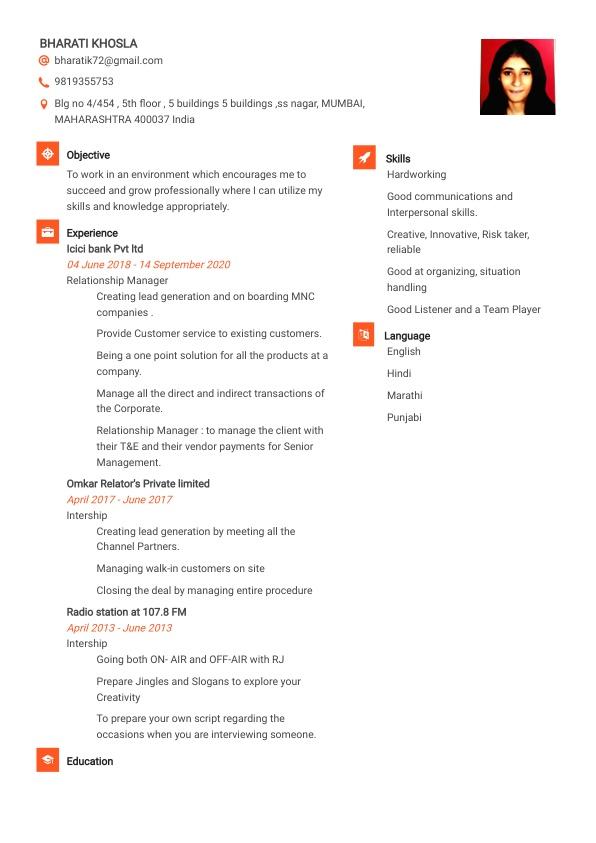 BHARATI KHOSLA
bharatik72@gmail.com
9819355753
Blg no 4/454 , 5th floor , 5 buildings 5 buildings ,ss nagar, MUMBAI,
MAHARASHTRA 400037 India
Objective
To work in an environment which encourages me to
succeed and grow professionally where I can utilize my
skills and knowledge appropriately.
Experience
Icici bank Pvt ltd
04 June 2018 - 14 September 2020
Relationship Manager
Creating lead generation and on boarding MNC
companies .
Provide Customer service to existing customers.
Being a one point solution for all the products at a
company.
Manage all the direct and indirect transactions of
the Corporate.
Relationship Manager : to manage the client with
their T&E and their vendor payments for Senior
Management.
Omkar Relator's Private limited
April 2017 - June 2017
Intership
Creating lead generation by meeting all the
Channel Partners.
Managing walk-in customers on site
Closing the deal by managing entire procedure
Radio station at 107.8 FM
April 2013 - June 2013
Intership
Going both ON- AIR and OFF-AIR with RJ
Prepare Jingles and Slogans to explore your
Creativity
To prepare your own script regarding the
occasions when you are interviewing someone.
Education
Skills
Hardworking
Good communications and
Interpersonal skills.
Creative, Innovative, Risk taker,
reliable
Good at organizing, situation
handling
Good Listener and a Team Player
Language
English
Hindi
Marathi
Punjabi